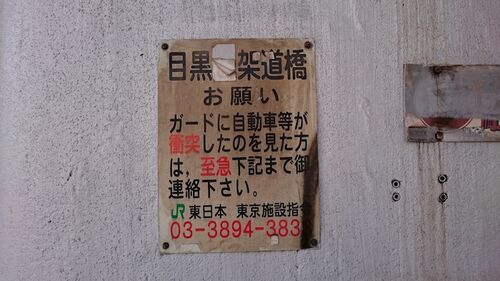 目黒 架道橋
お願い
ガードに自動車等が
衝突したのを見た方
は，至急下記まで御
連絡下さい。
JR東日本 東京施設指令
03-3894-383